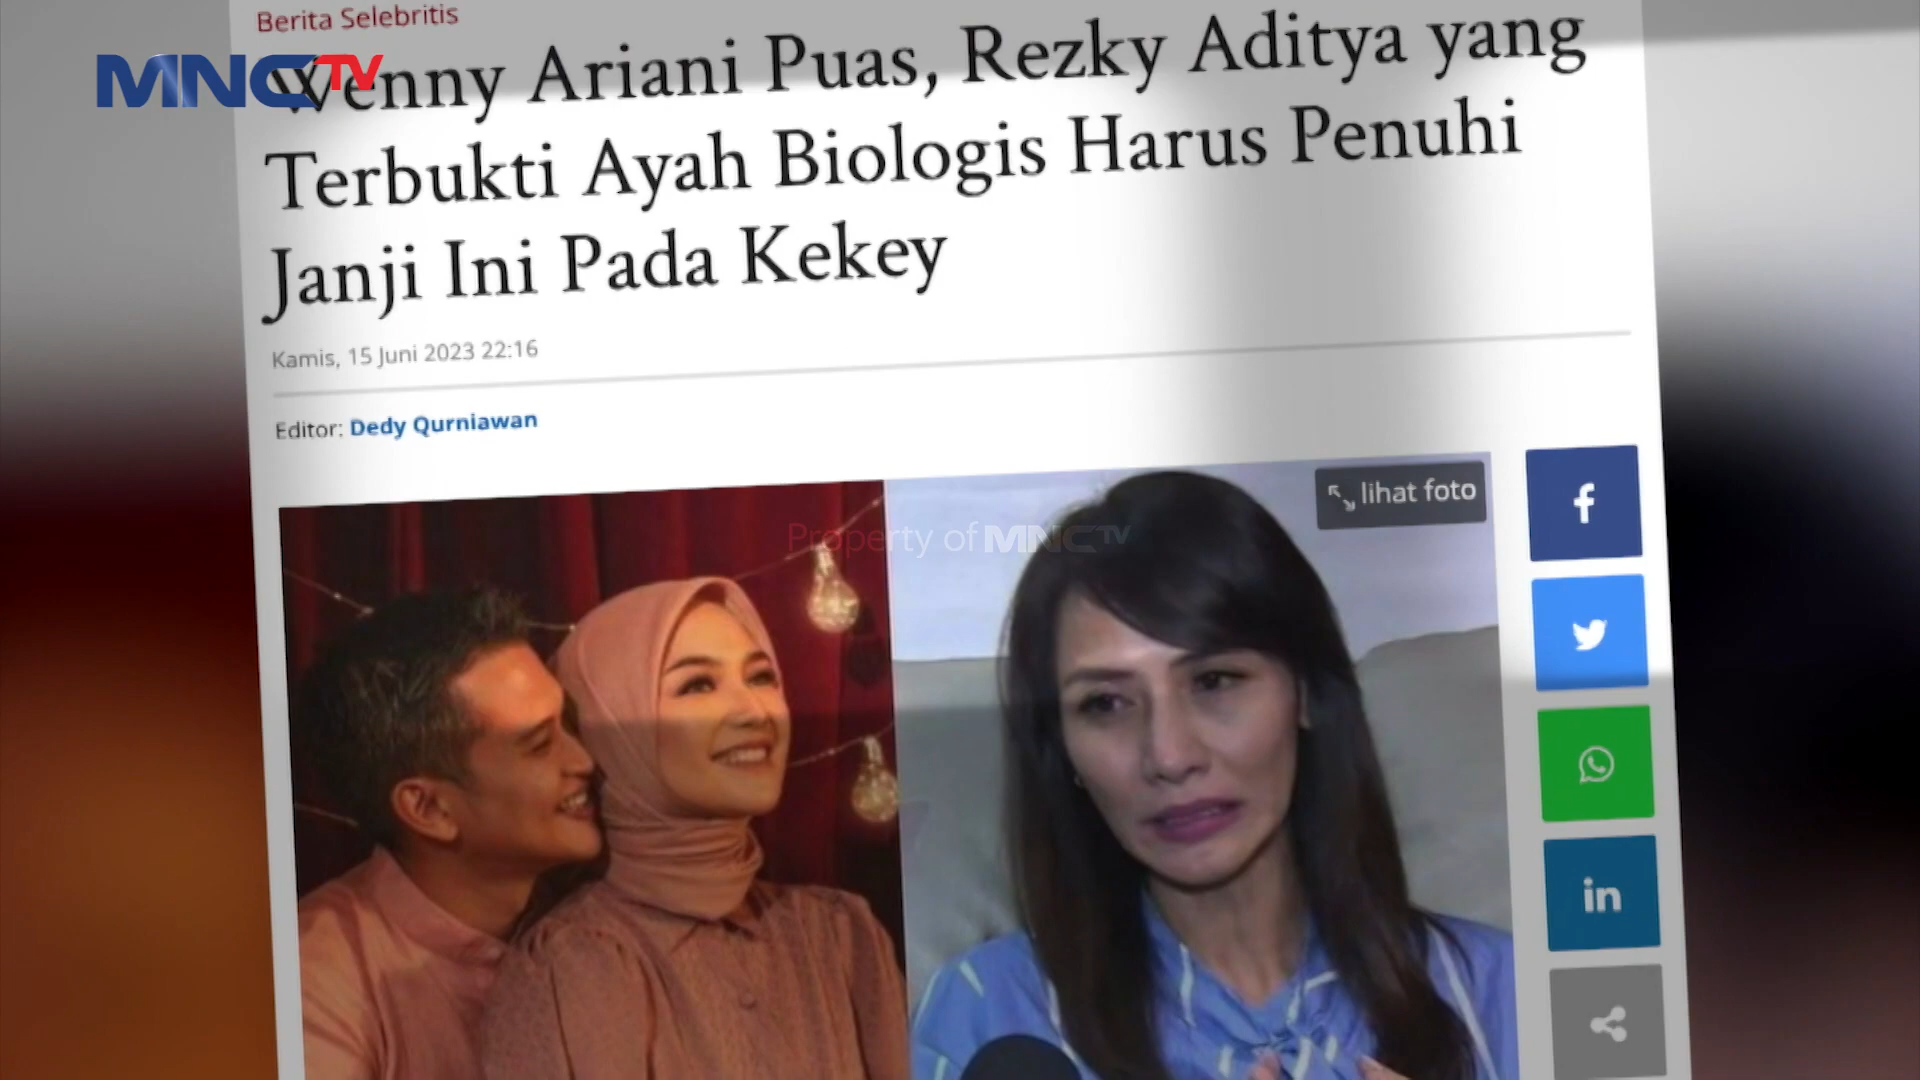 Berita Selebritis
MNCTV
Wenny Ariani Puas, Rezky Aditya yang
Terbukti Ayah Biologis Harus Penuhi
Janji Ini Pada Kekey
Kamis, 15 Juni 2023 22:16
Editor: Dedy Qurniawan
lihat foto
Property of MNCTV
f
in